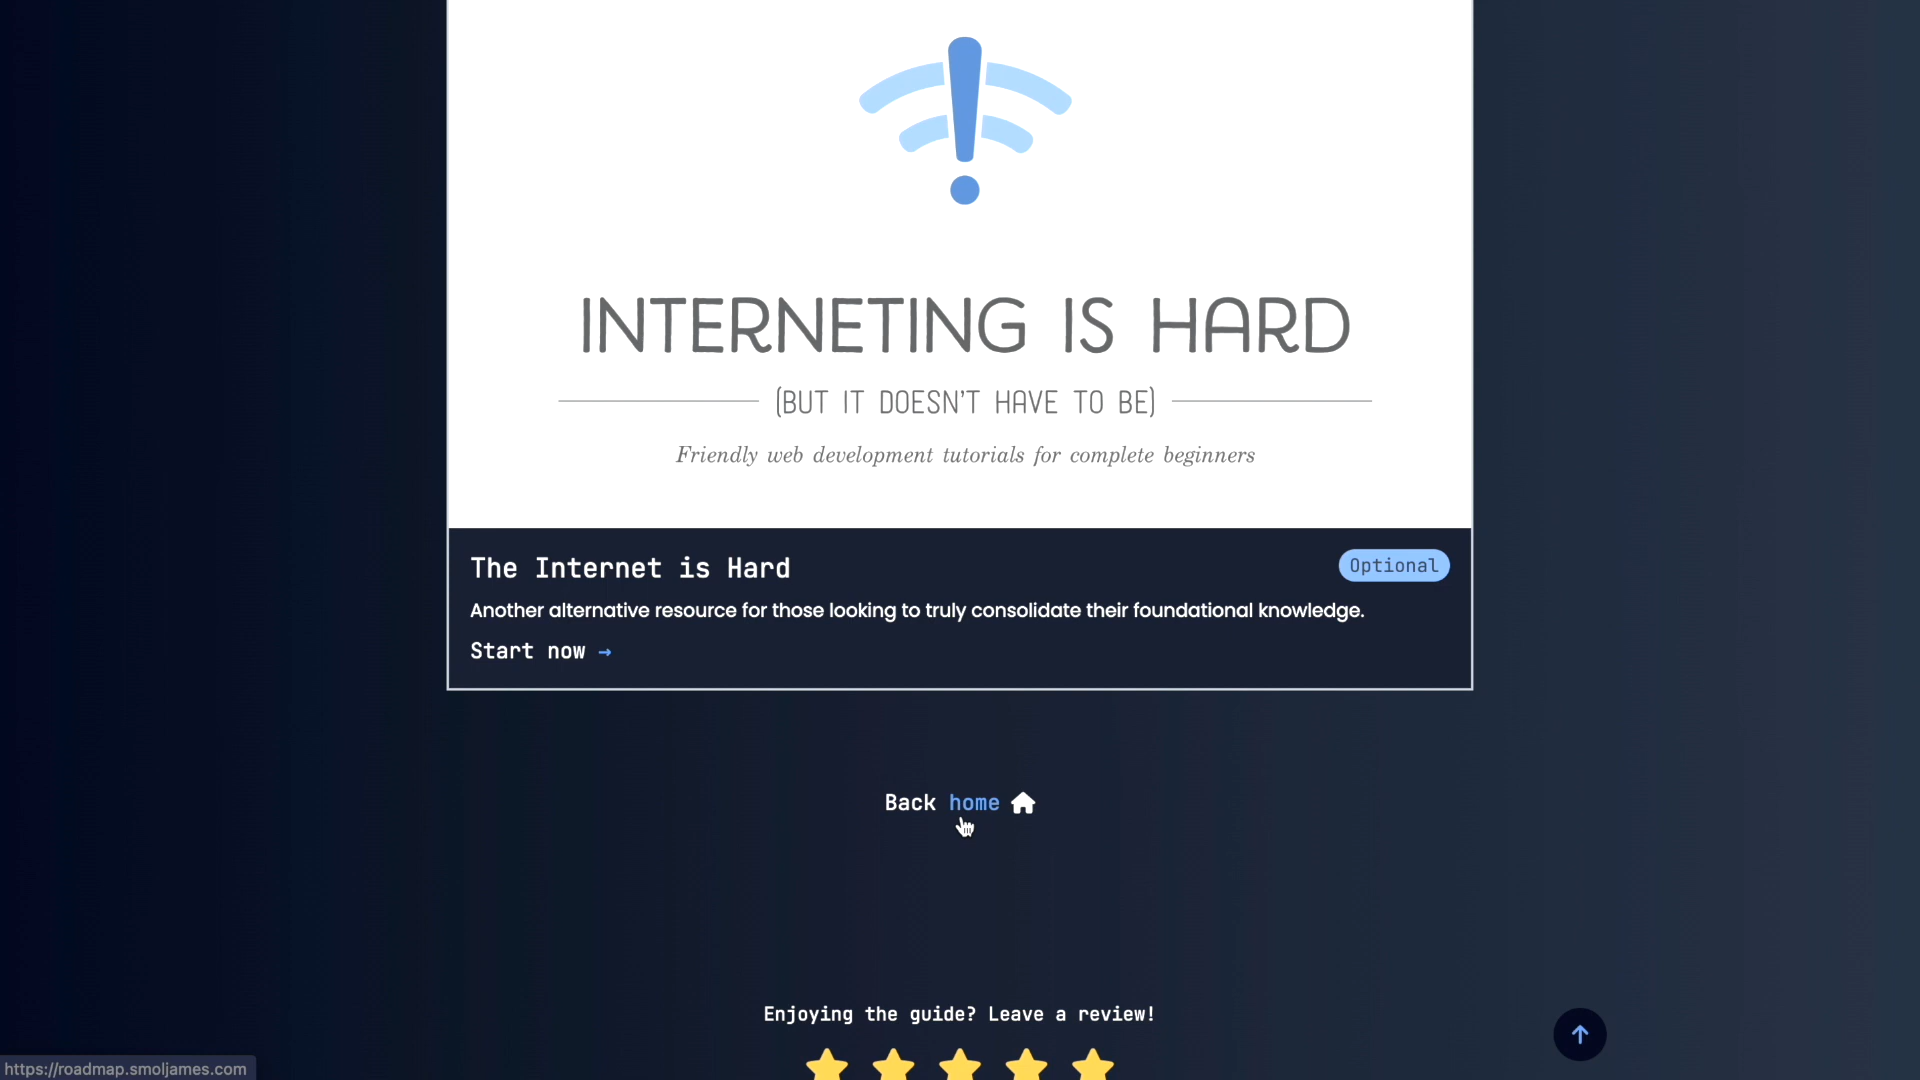 INTERNETING IS HARD
(BUT IT DOESN'T HAVE TO BE)
Friendly web development tutorials for complete beginners
The Internet is Hard
Optional
Another alternative resource for those looking to truly consolidate their foundational knowledge.
Start now →
Back home
Enjoying the guide? Leave a review!
https://roadmap.smoljames.com